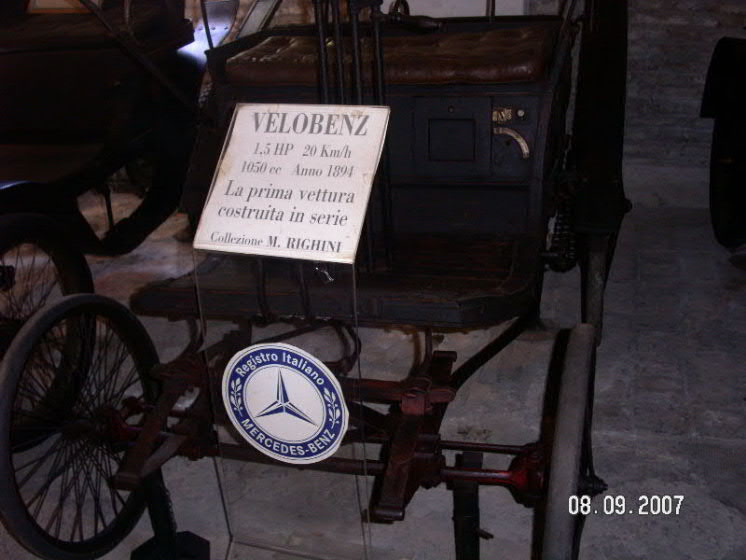 VELOBENZ
1.5 HP 20 Km/h
1050 cc Anno 1894
La prima vettura
costruita in serie
Collezione M. RIGHINI
Registro Italiano
MERCEDES-BENZ
08.09.2007